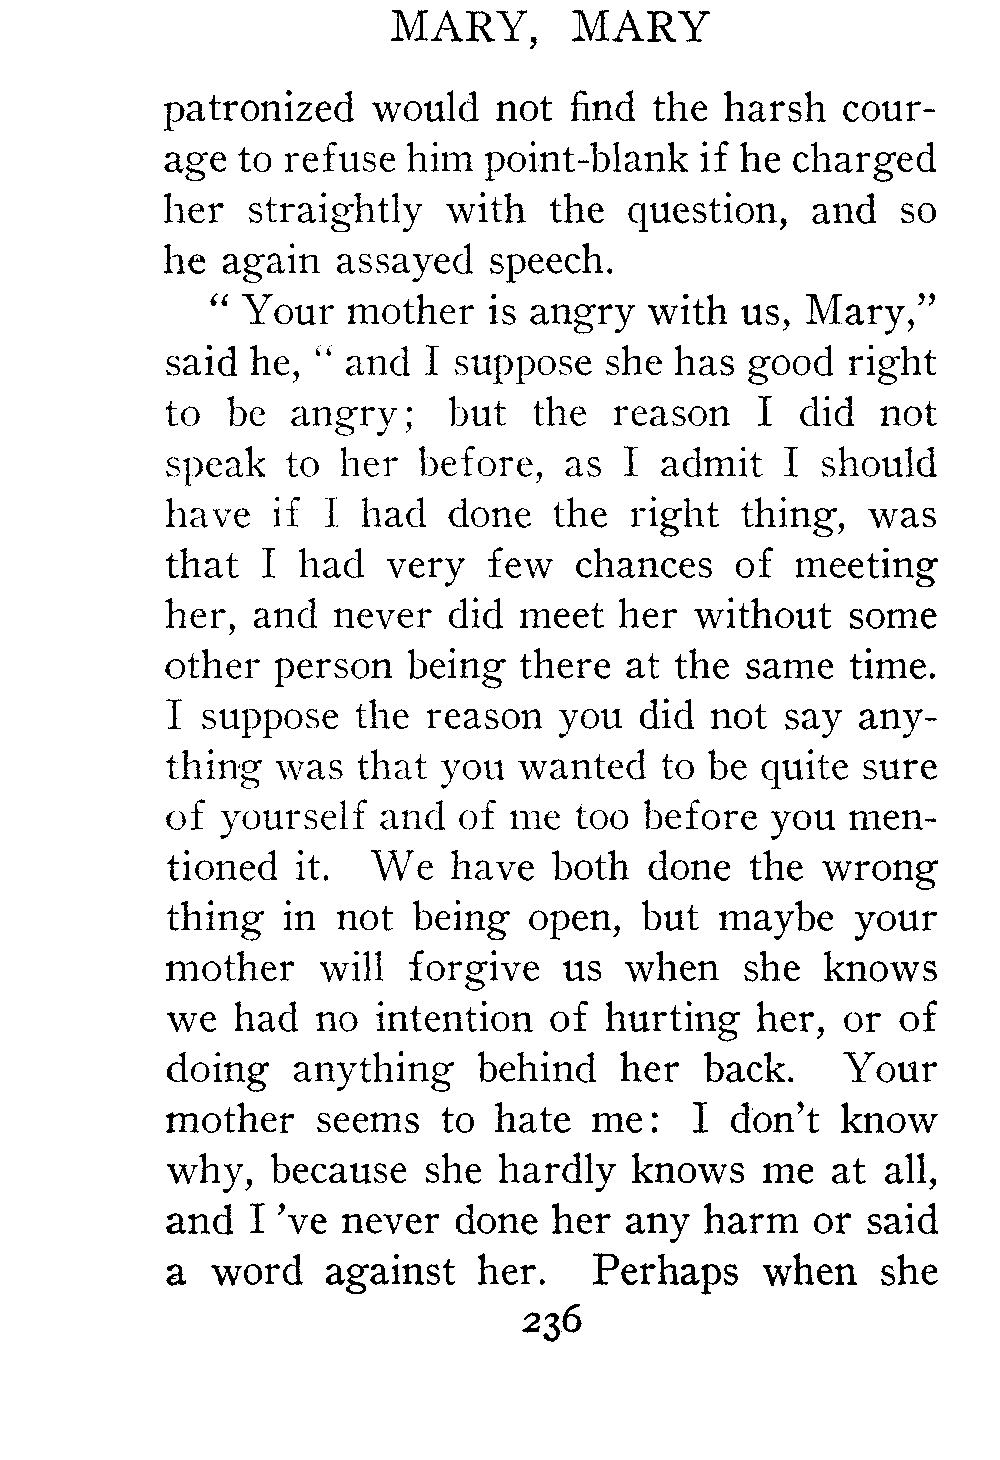 MARY, MARY
patronized would not find the harsh cour-
age to refuse him point-blank if he charged
her straightly with the question, and so
he again assayed speech.
“ Your mother is angry with us, Mary,”
said he, “ and I suppose she has good right
to be angry; but the reason I did not
speak to her before, as I admit I should
have if I had done the right thing, was
that I had very few chances of meeting
her, and never did meet her without some
other person being there at the same time.
I suppose the reason you did not say any-
thing was that you wanted to be quite sure
of yourself and of me too before you men-
tioned it. We have both done the wrong
thing in not being open, but maybe your
mother will forgive us when she knows
we had no intention of hurting her, or of
doing anything behind her back. Your
mother seems to hate me: I don’t know
why, because she hardly knows me at all,
and I ’ve never done her any harm or said
a word against her. Perhaps when she
236